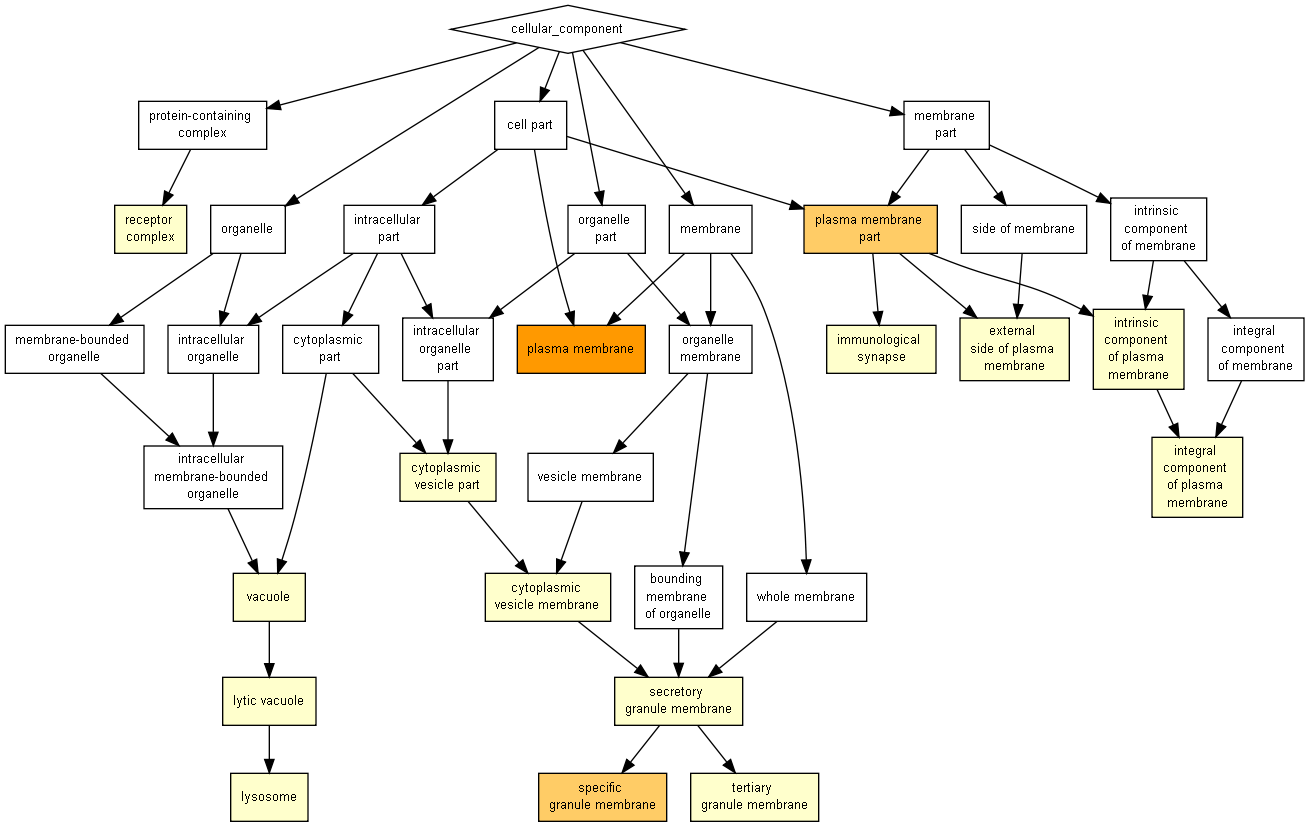 cellular_component
protein-containing
complex
cell part
membrane
part
receptor
complex
organelle
intracellular
part
organelle
part
membrane
plasma membrane
part
side of membrane
intrinsic
component
of membrane
membrane-bounded
organelle
intracellular
organelle
cytoplasmic
part
intracellular
organelle
part
plasma membrane
organelle
membrane
immunological
synapse
external
side of plasma
membrane
intrinsic
component
of plasma
membrane
integral
component
of membrane
intracellular
membrane-bounded
organelle
cytoplasmic
vesicle part
vesicle membrane
integral
component
of plasma
membrane
vacuole
cytoplasmic
vesicle membrane
bounding
membrane
of organelle
whole membrane
lytic vacuole
secretory
granule membrane
lysosome
specific
granule membrane
tertiary
granule membrane